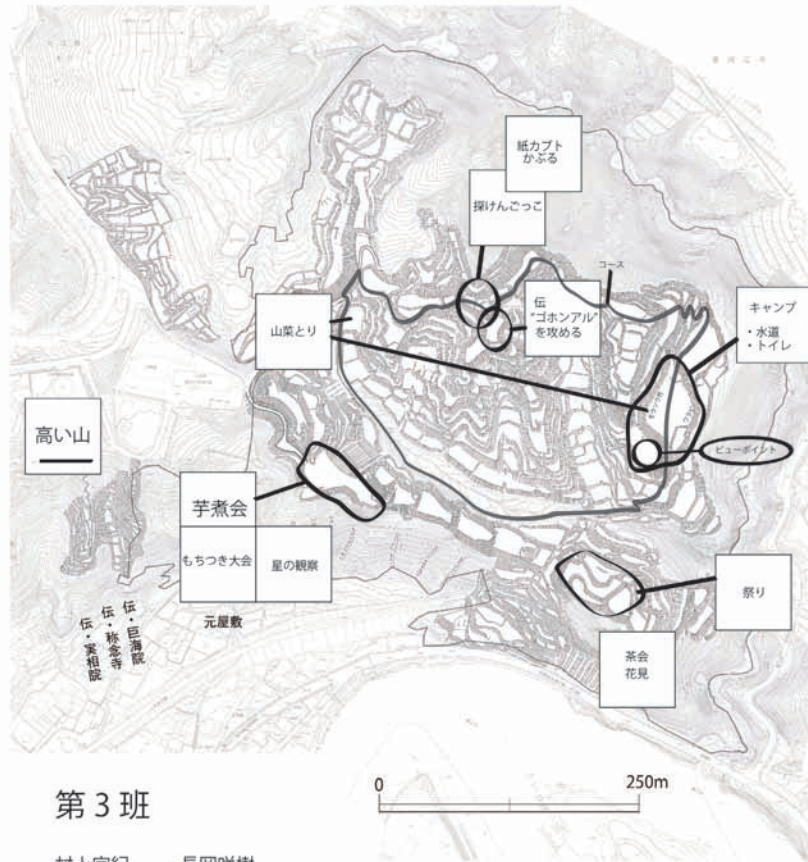 紙カブト
かぶる
探けんごっこ
コース
伝
“ゴホンアル”
を攻める
山菜とり
キャンプ
・水道
・トイレ
高い山
ビューポイント
芋煮会
もちつき大会
星の観察
祭り
元屋敷
伝・巨海院
伝・称念寺
伝・実相院
茶会
花見
0
250m
第3班